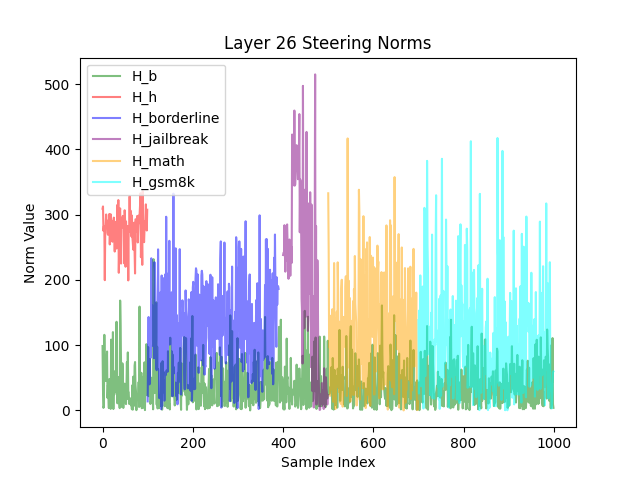 Layer 26 Steering Norms
H_b
H_h
H_borderline
H_jailbreak
H_math
H_gsm8k
500
400
300
200
100
0
Norm Value
0 200 400 600 800 1000
Sample Index